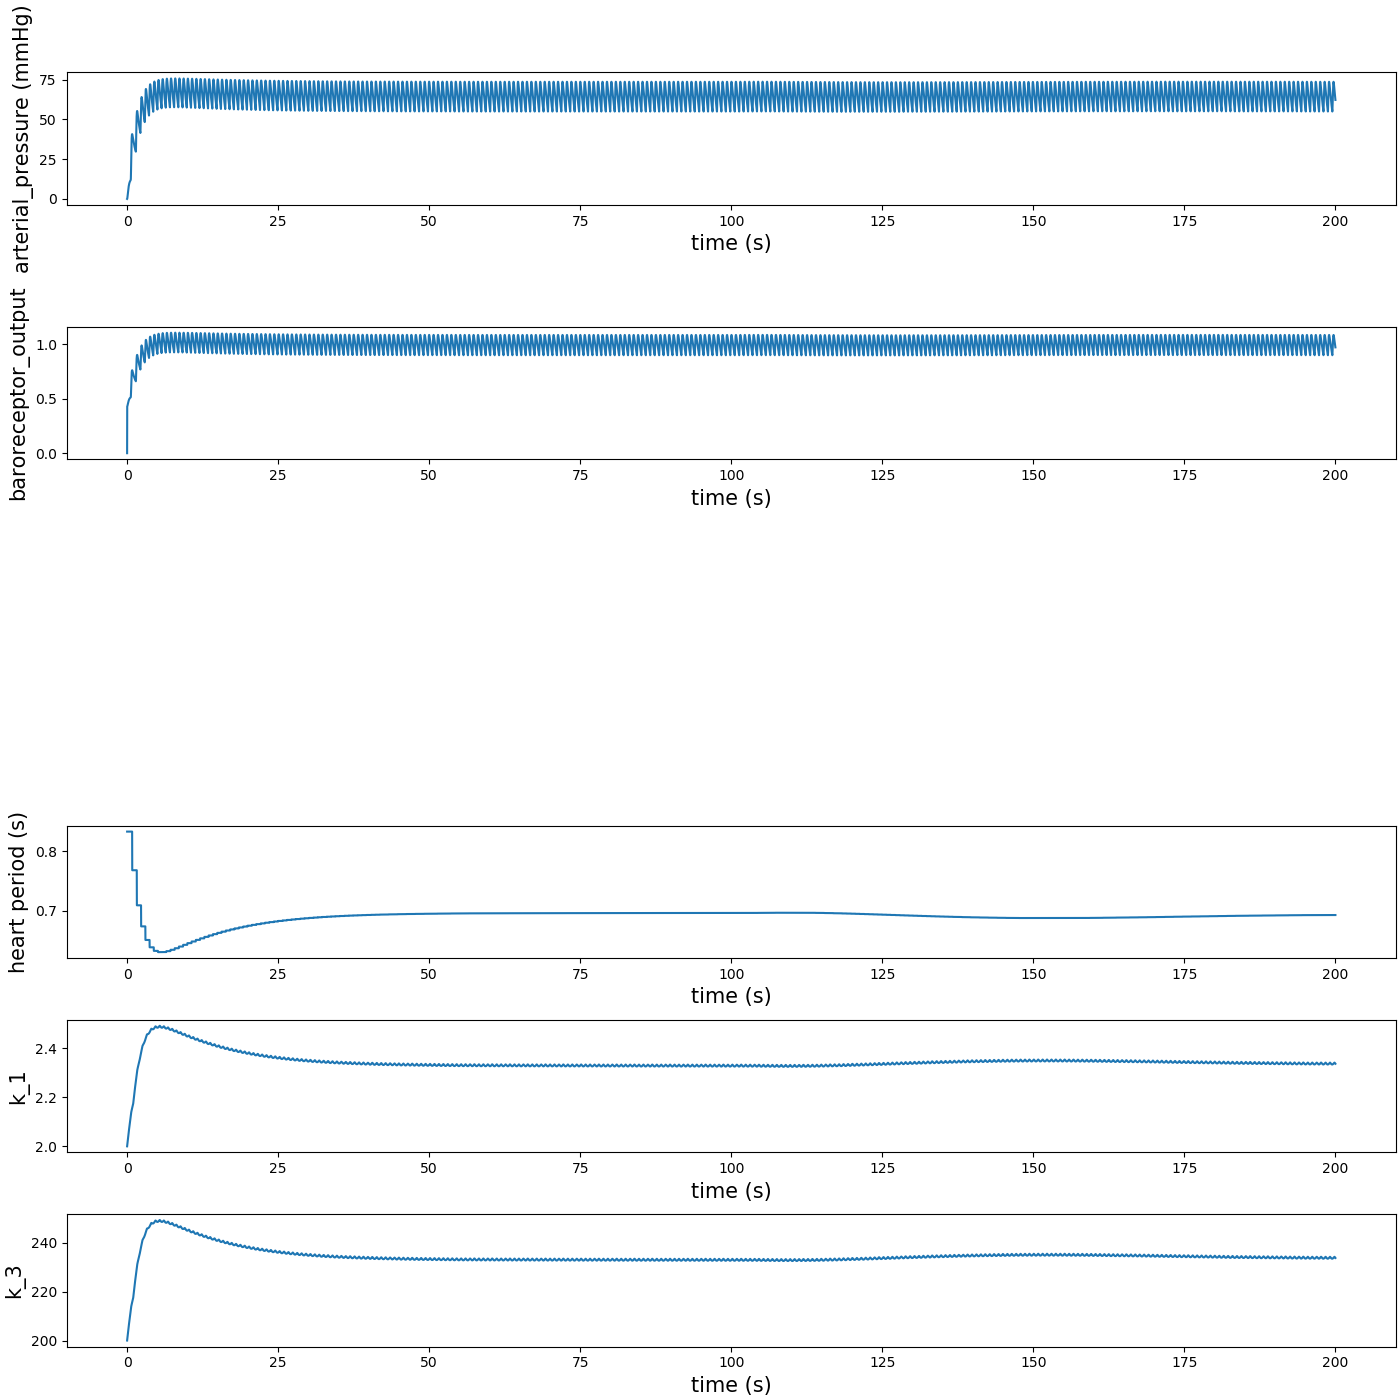 arterial_pressure (mmHg)
75
50
25
0
0 25 50 75 100 125 150 175 200
time (s)
baroreceptor_output
1.0
0.5
0.0
0 25 50 75 100 125 150 175 200
time (s)
heart period (s)
0.8
0.7
0 25 50 75 100 125 150 175 200
time (s)
k_1
2.4
2.2
2.0
0 25 50 75 100 125 150 175 200
time (s)
k_3
240
220
200
0 25 50 75 100 125 150 175 200
time (s)